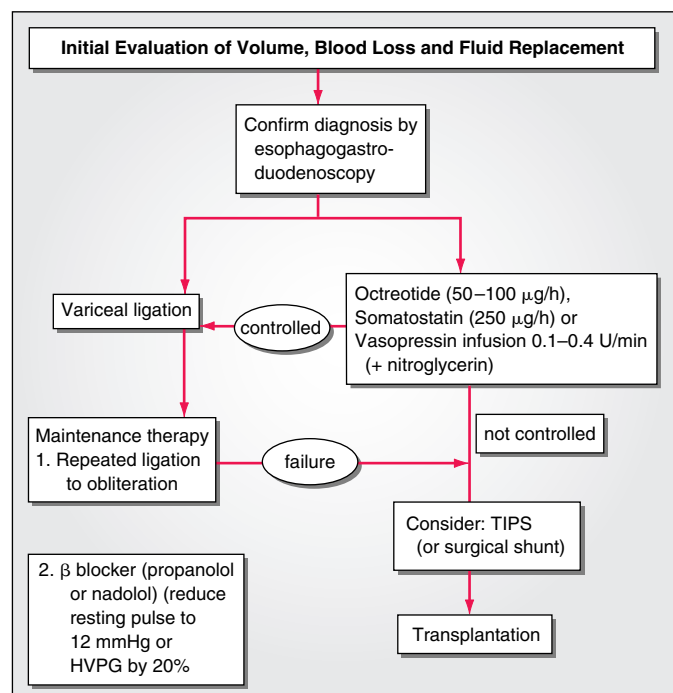 Initial Evaluation of Volume, Blood Loss and Fluid Replacement
Confirm diagnosis by
esophagogastro-
duodenoscopy
Variceal ligation
controlled
Octreotide (50–100 μg/h),
Somatostatin (250 μg/h) or
Vasopressin infusion 0.1–0.4 U/min
(+ nitroglycerin)
Maintenance therapy
1. Repeated ligation
to obliteration
failure
not controlled
Consider: TIPS
(or surgical shunt)
2. β blocker (propanolol
or nadolol) (reduce
resting pulse to
12 mmHg or
HVPG by 20%
Transplantation